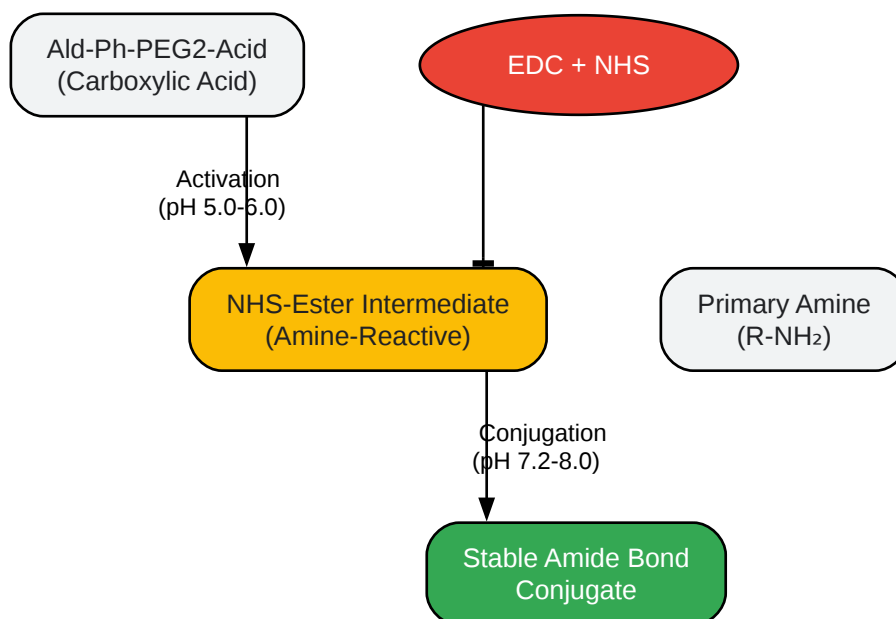 Ald-Ph-PEG2-Acid
(Carboxylic Acid)
EDC + NHS
Activation
(pH 5.0-6.0)
NHS-Ester Intermediate
(Amine-Reactive)
Primary Amine
(R-NH₂)
Conjugation
(pH 7.2-8.0)
Stable Amide Bond
Conjugate